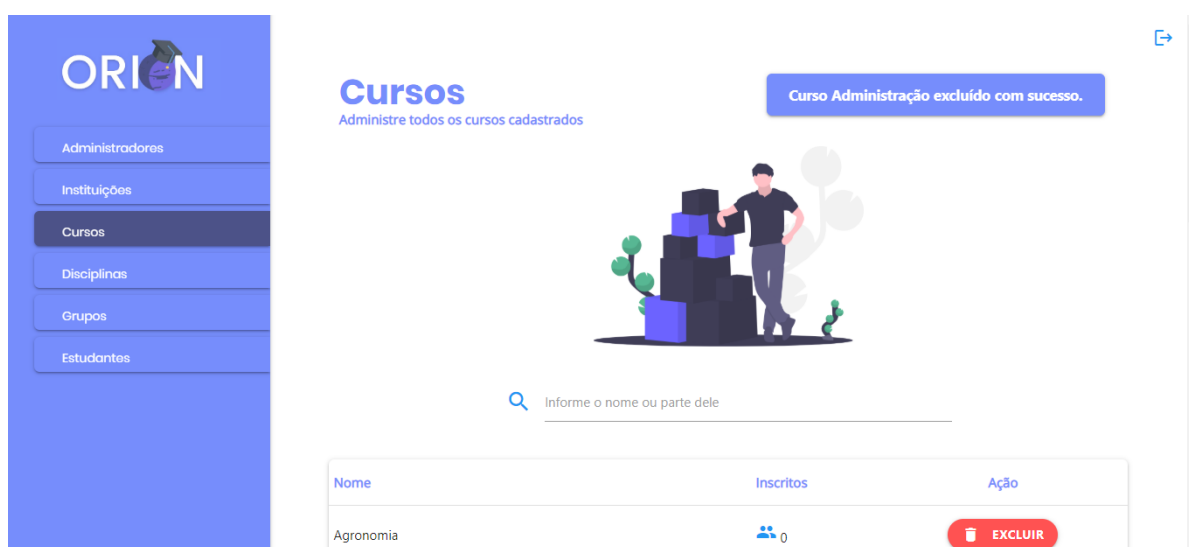 ORION
Administradores
Instituições
Cursos
Disciplinas
Grupos
Estudantes
Cursos
Administre todos os cursos cadastrados
Curso Administração excluído com sucesso.
Informe o nome ou parte dele
Nome Inscritos Ação
Agronomia 0 EXCLUIR